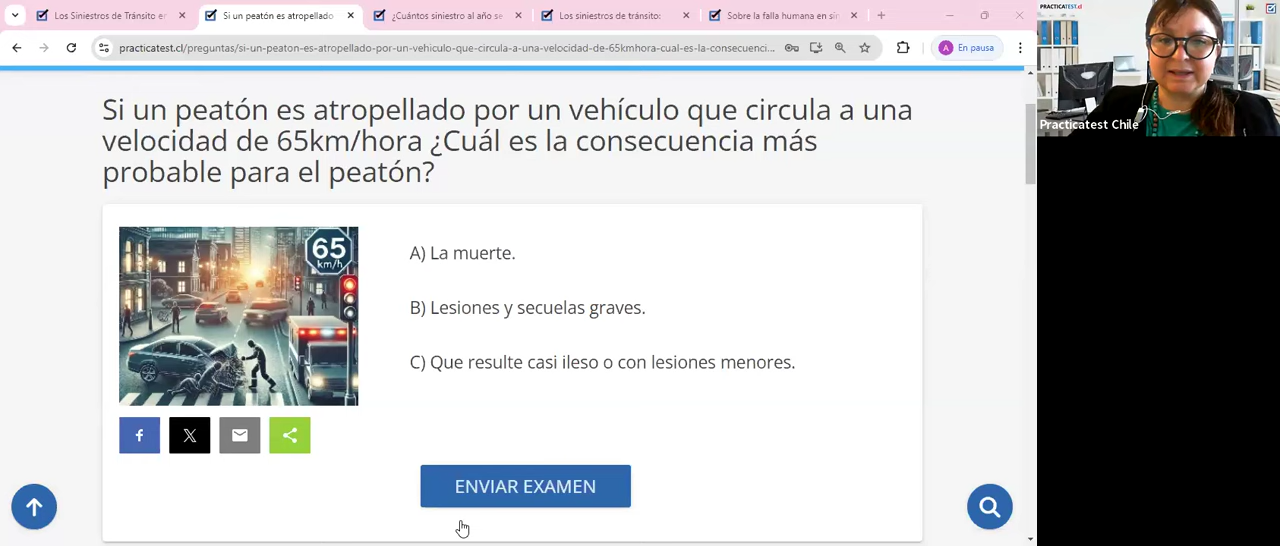 Los Siniestros de Tránsito en
Si un peatón es atropellado
¿Cuántos siniestro al año se
Los siniestros de tránsito:
Sobre la falla humana en sin
practicatest.cl/preguntas/si-un-peaton-es-atropellado-por-un-vehiculo-que-circula-a-una-velocidad-de-65kmhora-cual-es-la-consecuenci...
A
En pausa
PRACTICATEST.cl
Practicatest Chile
Si un peatón es atropellado por un vehículo que circula a una
velocidad de 65km/hora ¿Cuál es la consecuencia más
probable para el peatón?
65
km/h
A) La muerte.
B) Lesiones y secuelas graves.
C) Que resulte casi ileso o con lesiones menores.
ENVIAR EXAMEN